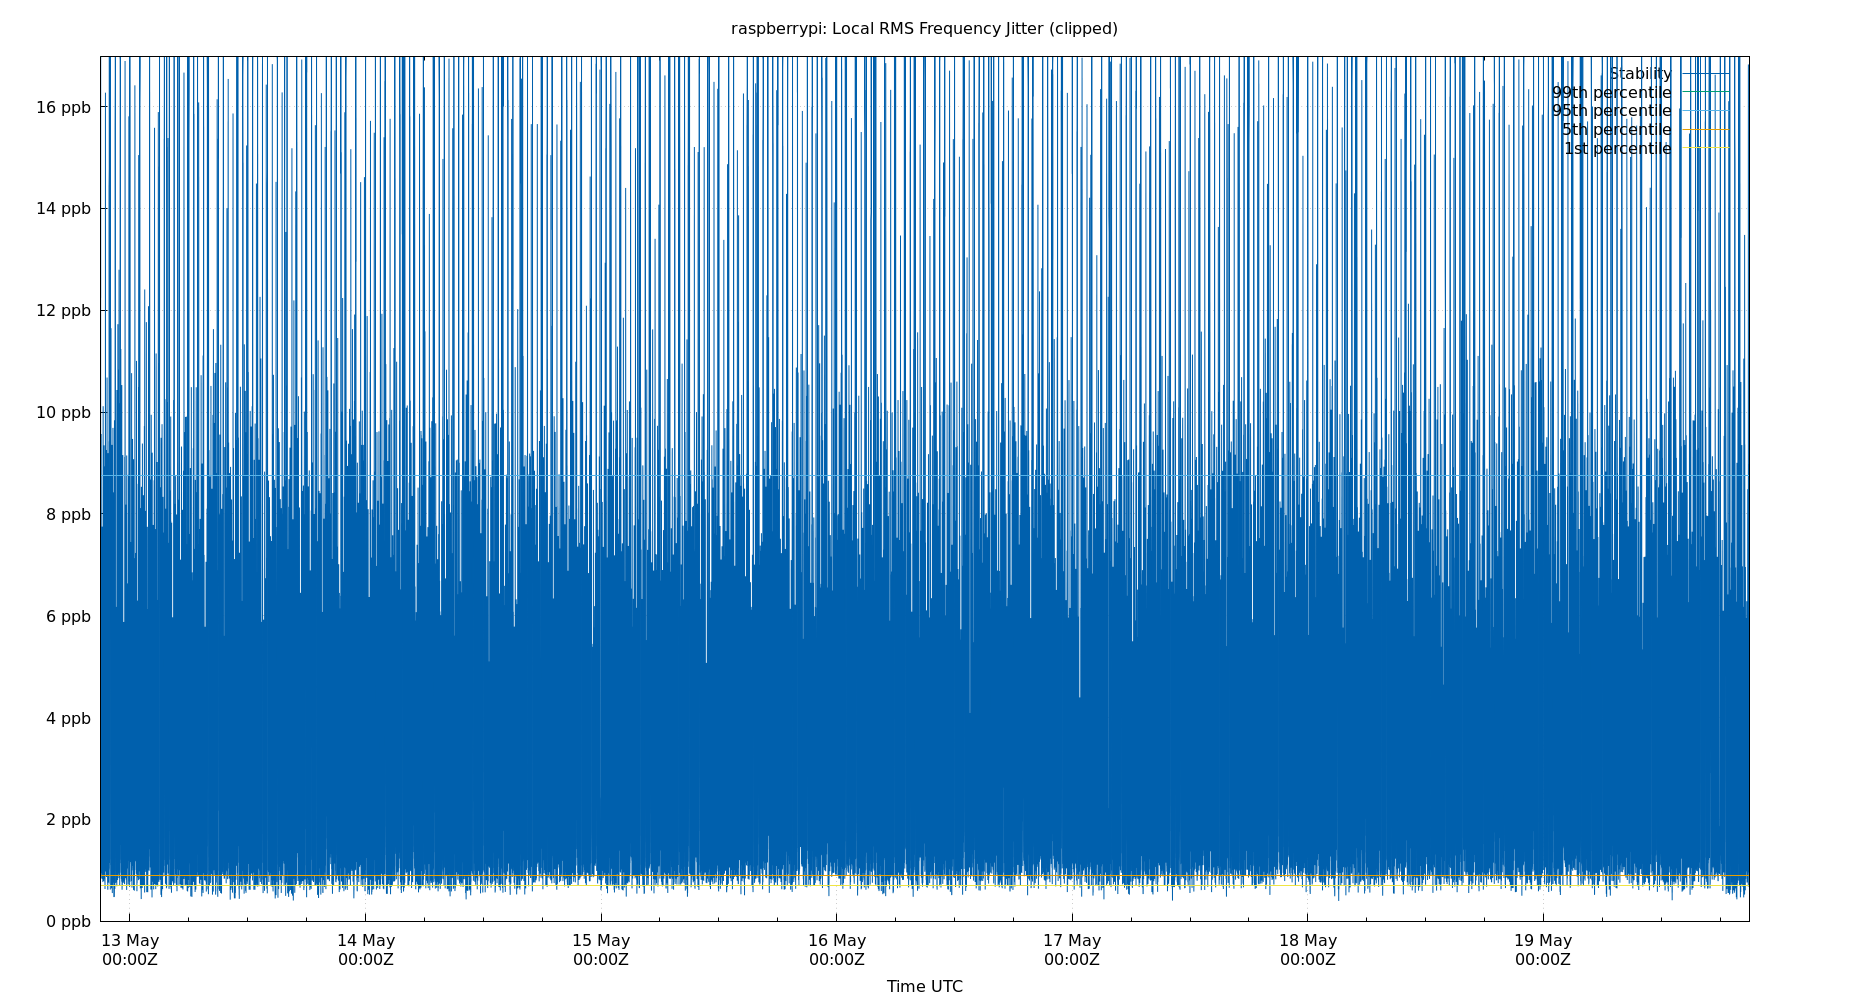 raspberrypi: Local RMS Frequency Jitter (clipped)
Stability
99th percentile
95th percentile
5th percentile
1st percentile
16 ppb
14 ppb
12 ppb
10 ppb
8 ppb
6 ppb
4 ppb
2 ppb
0 ppb
13 May 14 May 15 May 16 May 17 May 18 May 19 May
00:00Z 00:00Z 00:00Z 00:00Z 00:00Z 00:00Z 00:00Z
Time UTC